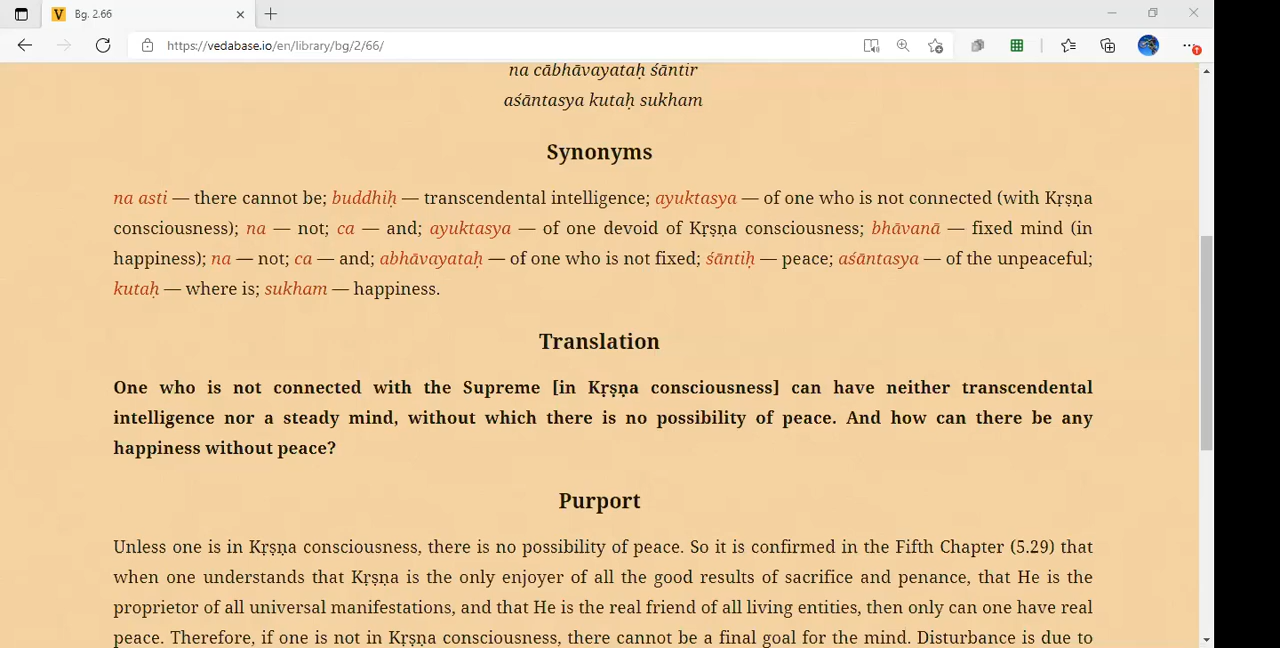 Bg. 2.66
https://vedabase.io/en/library/bg/2/66/
na cābhāvayataḥ śāntir
aśāntasya kutaḥ sukham
Synonyms
na asti — there cannot be; buddhiḥ — transcendental intelligence; ayuktasya — of one who is not connected (with Kṛṣṇa
consciousness); na — not; ca — and; ayuktasya — of one devoid of Kṛṣṇa consciousness; bhāvanā — fixed mind (in
happiness); na — not; ca — and; abhāvayataḥ — of one who is not fixed; śāntiḥ — peace; aśāntasya — of the unpeaceful;
kutaḥ — where is; sukham — happiness.
Translation
One who is not connected with the Supreme [in Kṛṣṇa consciousness] can have neither transcendental
intelligence nor a steady mind, without which there is no possibility of peace. And how can there be any
happiness without peace?
Purport
Unless one is in Kṛṣṇa consciousness, there is no possibility of peace. So it is confirmed in the Fifth Chapter (5.29) that
when one understands that Kṛṣṇa is the only enjoyer of all the good results of sacrifice and penance, that He is the
proprietor of all universal manifestations, and that He is the real friend of all living entities, then only can one have real
peace. Therefore, if one is not in Kṛṣṇa consciousness, there cannot be a final goal for the mind. Disturbance is due to